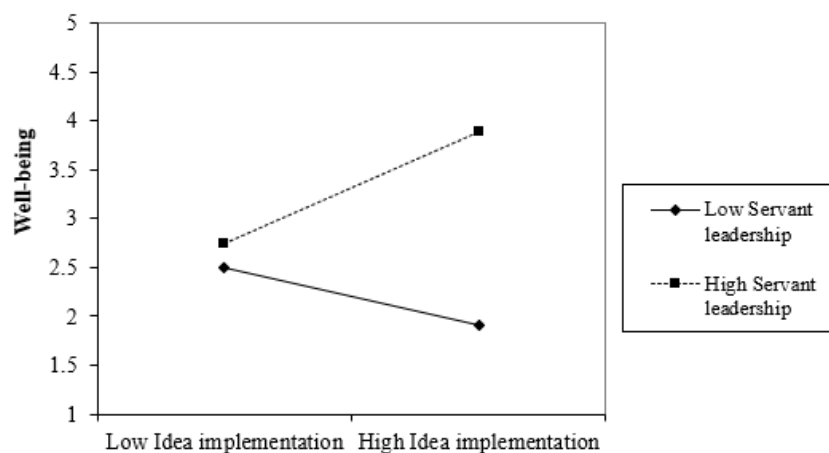 5
4.5
4
3.5
3
2.5
2
1.5
1
Well-being
Low Idea implementation
High Idea implementation
Low Servant
leadership
High Servant
leadership